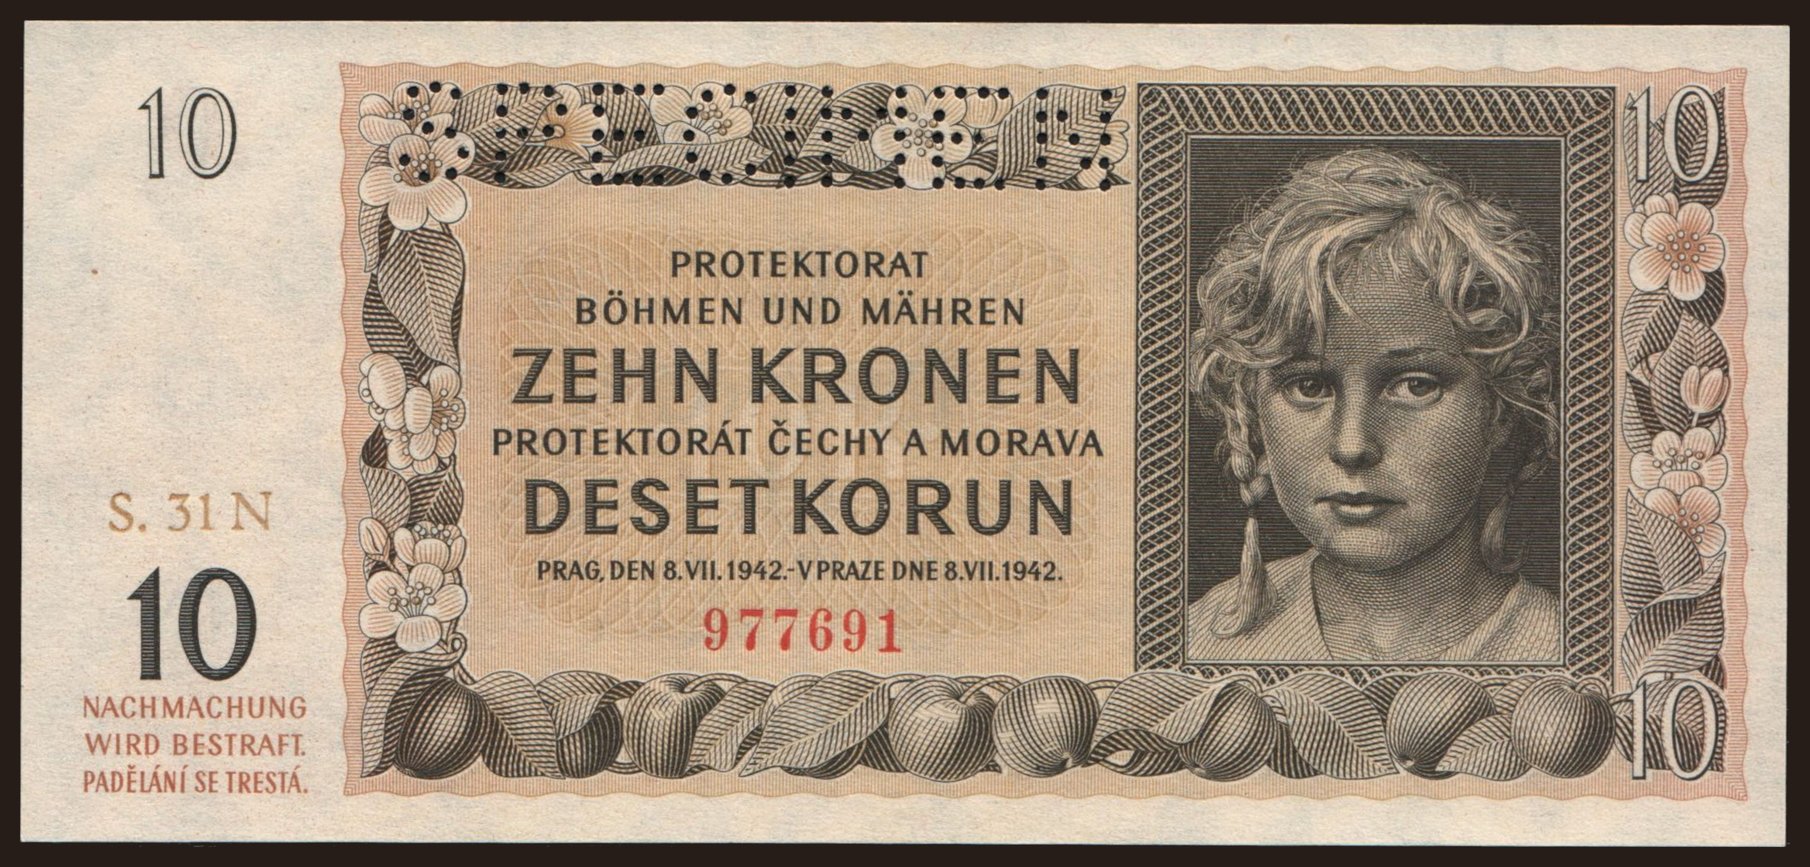 10
SPECIMEN
10
PROTEKTORAT
BÖHMEN UND MÄHREN
ZEHN KRONEN
PROTEKTORÁT ČECHY A MORAVA
DESET KORUN
PRAG, DEN 8.VII.1942.-V PRAZE DNE 8.VII.1942.
977691
S. 31 N
10
NACHMACHUNG
WIRD BESTRAFT.
PADĚLÁNÍ SE TRESTÁ.
10